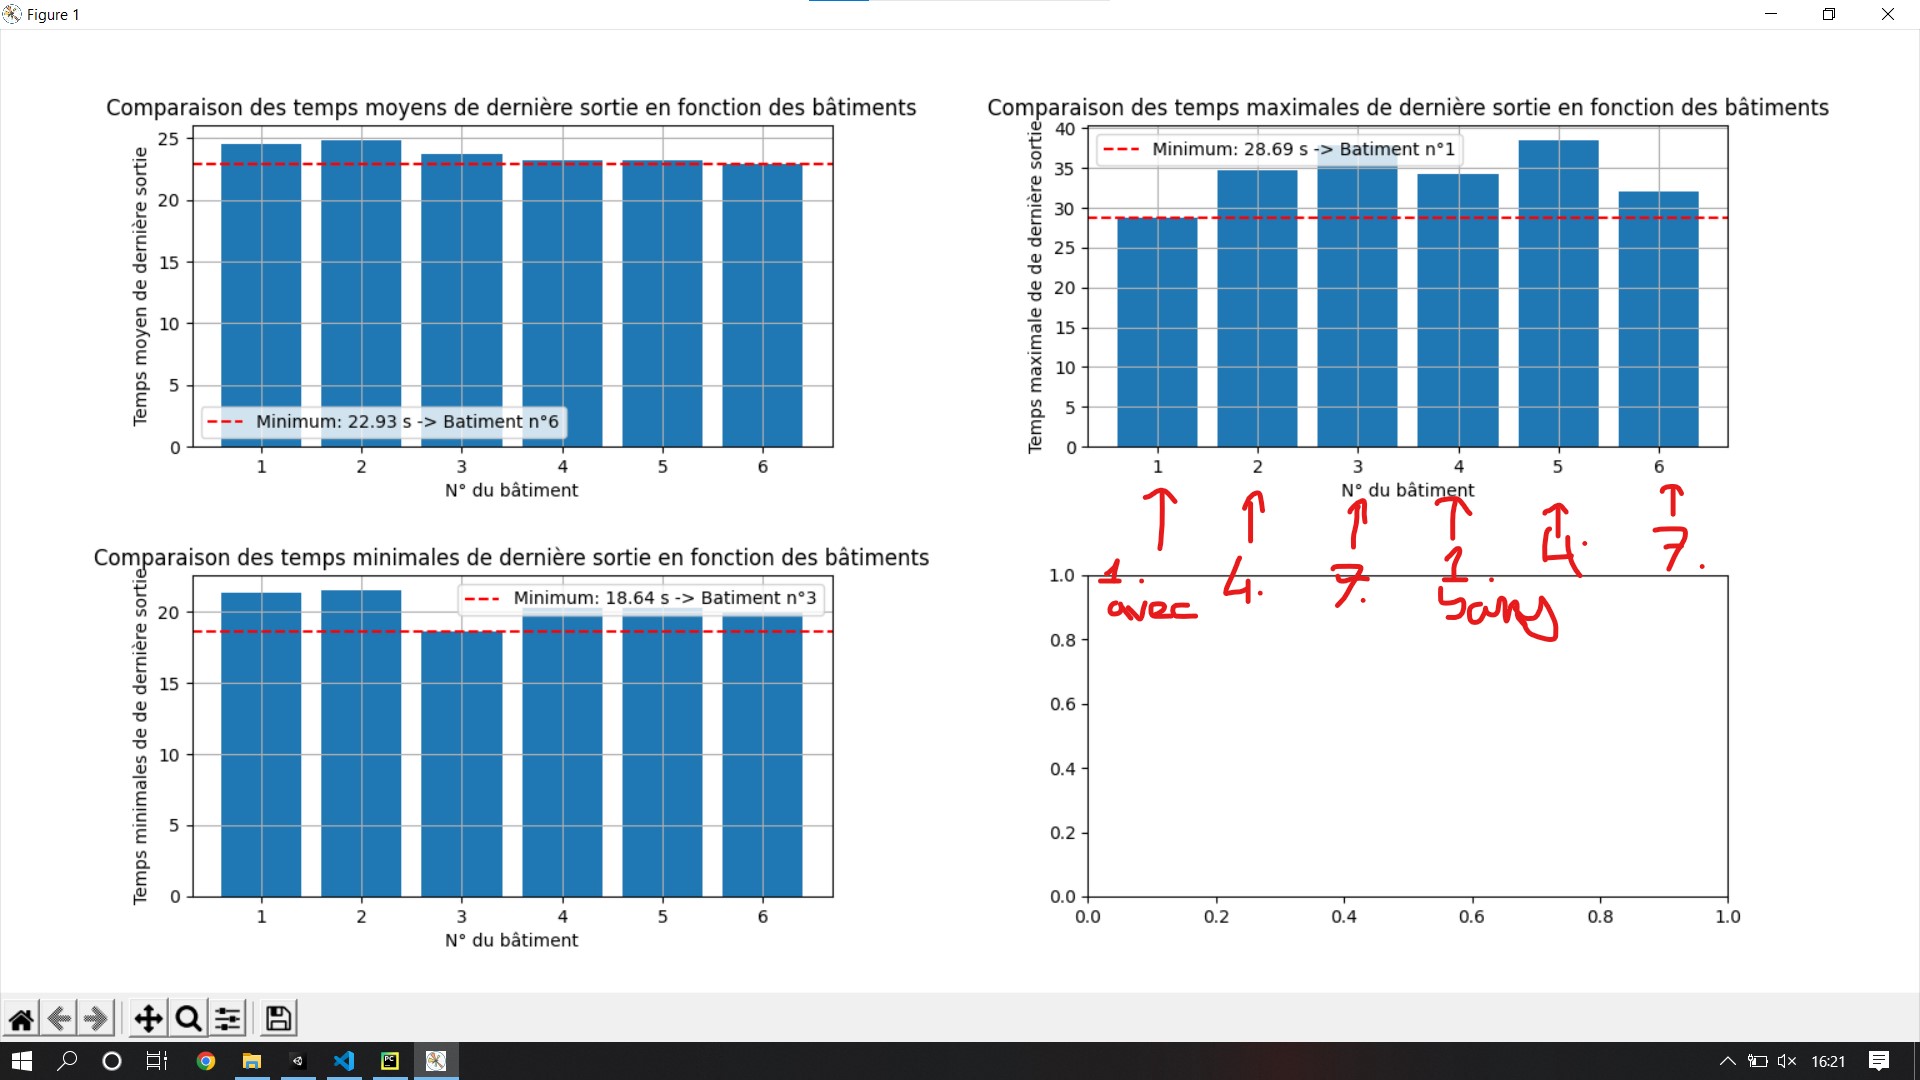 Figure 1
Comparaison des temps moyens de dernière sortie en fonction des bâtiments
Temps moyen de dernière sortie
25
20
15
10
5
0
Minimum: 22.93 s -> Batiment n°6
1 2 3 4 5 6
N° du bâtiment
Comparaison des temps maximales de dernière sortie en fonction des bâtiments
Temps maximale de de dernière sortie
40
35
30
25
20
15
10
5
0
Minimum: 28.69 s -> Batiment n°1
1 2 3 4 5 6
N° du bâtiment
1. 4. 7. 1. 4. 7.
avec sans
Comparaison des temps minimales de dernière sortie en fonction des bâtiments
Temps minimales de de dernière sortie
20
15
10
5
0
Minimum: 18.64 s -> Batiment n°3
1 2 3 4 5 6
N° du bâtiment
1.0
0.8
0.6
0.4
0.2
0.0
0.0 0.2 0.4 0.6 0.8 1.0
PC
16:21